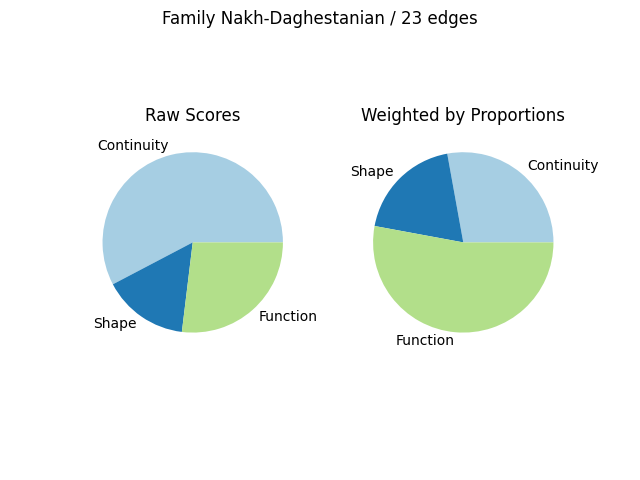 Family Nakh-Daghestanian / 23 edges
Raw Scores
Continuity
Shape
Function
Weighted by Proportions
Continuity
Shape
Function